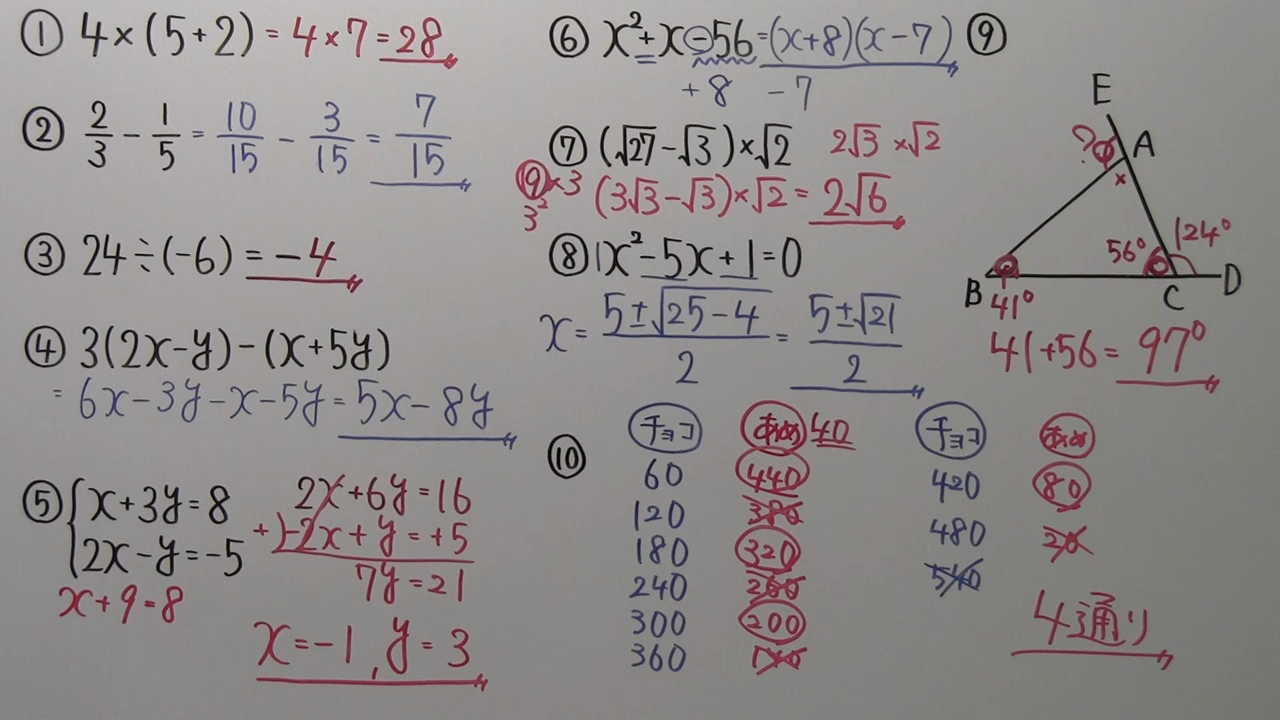 ① 4×(5+2)=4×7=28
② 2/3 - 1/5 = 10/15 - 3/15 = 7/15
③ 24÷(-6)=-4
④ 3(2x-y)-(x+5y)
=6x-3y-x-5y=5x-8y
⑤ { x+3y=8
2x-y=-5
2x+6y=16
+) -2x+y=+5
7y=21
x+9=8
x=-1, y=3
⑥ x²+x-56=(x+8)(x-7)
+8 -7
⑦ (√27-√3)×√2 2√3×√2
⑨×3 (3√3-√3)×√2=2√6
3²
⑧ 1x²-5x+1=0
x= 5±√25-4/2 = 5±√21/2
⑨
E
? A
x
56° 124°
B C D
41°
41+56=97°
⑩
チョコ あめ 40
60 440
120 380
180 320
240 260
300 200
360 140
チョコ あめ
420 80
480 20
540
4通り